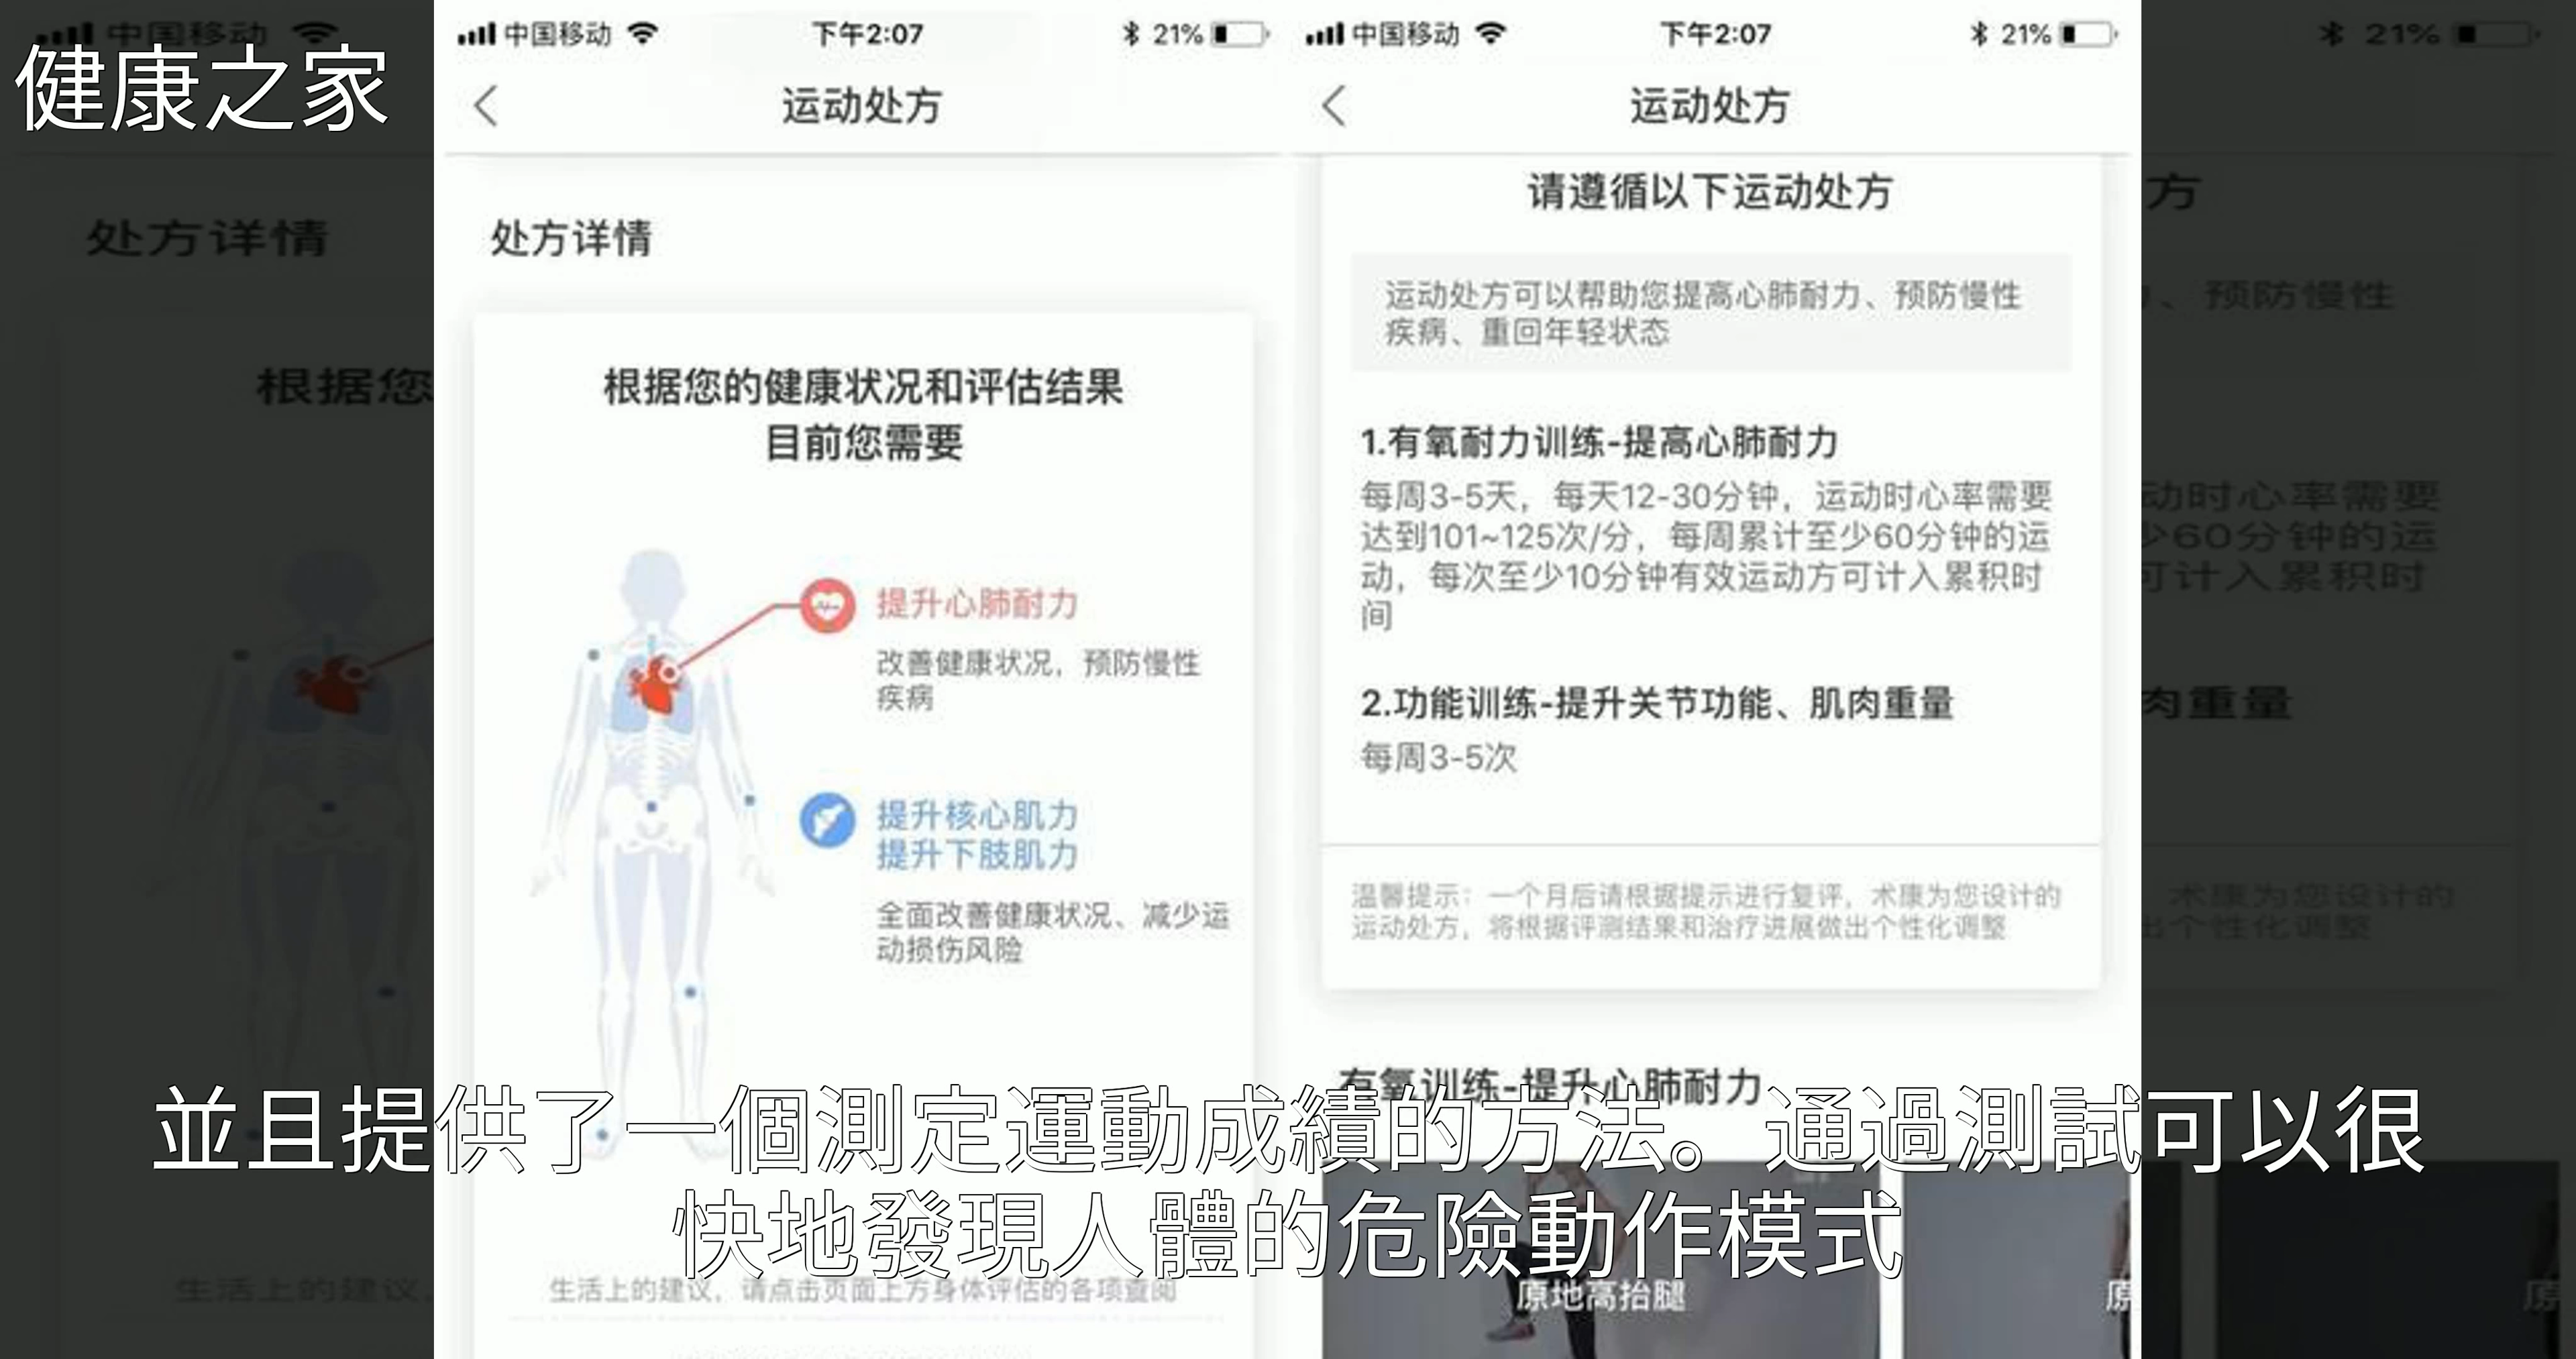 健康之家
中国移动
下午2:07
21%
运动处方
处方详情
根据您的健康状况和评估结果
目前您需要
提升心肺耐力
改善健康状况，预防慢性
疾病
提升核心肌力
提升下肢肌力
全面改善健康状况、减少运
动损伤风险
生活上的建议，请点击页面上方身体评估的各项查阅
中国移动
下午2:07
21%
运动处方
请遵循以下运动处方
运动处方可以帮助您提高心肺耐力、预防慢性
疾病、重回年轻状态
1.有氧耐力训练-提高心肺耐力
每周3-5天，每天12-30分钟，运动时心率需要
达到101~125次/分，每周累计至少60分钟的运
动，每次至少10分钟有效运动方可计入累积时
间
2.功能训练-提升关节功能、肌肉重量
每周3-5次
温馨提示：一个月后请根据提示进行复评，术康为您设计的
运动处方，将根据评测结果和治疗进展做出个性化调整
有氧训练-提升心肺耐力
原地高抬腿
並且提供了一個測定運動成績的方法。通過測試可以很
快地發現人體的危險動作模式